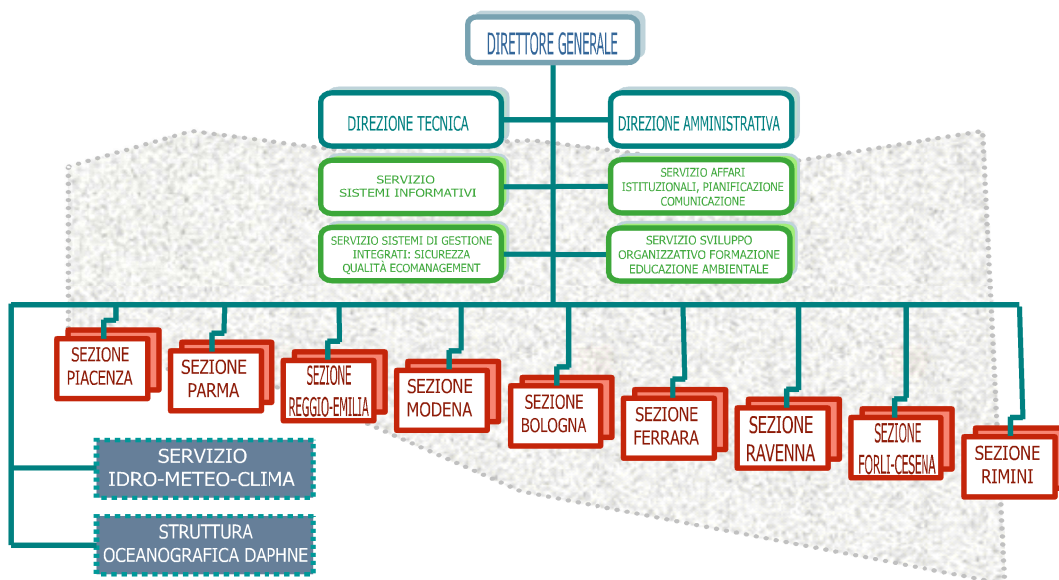 DIRETTORE GENERALE
DIREZIONE TECNICA
DIREZIONE AMMINISTRATIVA
SERVIZIO
SISTEMI INFORMATIVI
SERVIZIO AFFARI
ISTITUZIONALI, PIANIFICAZIONE
COMUNICAZIONE
SERVIZIO SISTEMI DI GESTIONE
INTEGRATI: SICUREZZA
QUALITÀ ECOMANAGEMENT
SERVIZIO SVILUPPO
ORGANIZZATIVO FORMAZIONE
EDUCAZIONE AMBIENTALE
SEZIONE
PIACENZA
SEZIONE
PARMA
SEZIONE
REGGIO-EMILIA
SEZIONE
MODENA
SEZIONE
BOLOGNA
SEZIONE
FERRARA
SEZIONE
RAVENNA
SEZIONE
FORLI-CESENA
SEZIONE
RIMINI
SERVIZIO
IDRO-METEO-CLIMA
STRUTTURA
OCEANOGRAFICA DAPHNE